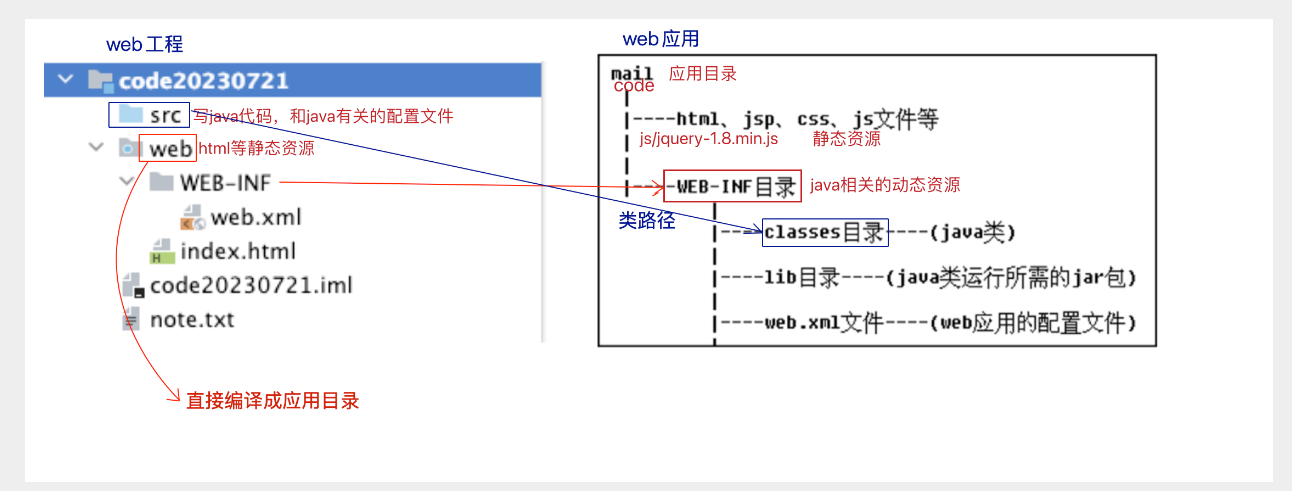 web工程
code20230721
src 写java代码，和java有关的配置文件
web html等静态资源
WEB-INF
web.xml
index.html
code20230721.iml
note.txt
直接编译成应用目录
web应用
mail 应用目录
code
|----html、jsp、css、js文件等
js/jquery-1.8.min.js 静态资源
|----WEB-INF目录 java相关的动态资源
类路径
|----classes目录----(java类)
|----lib目录----(java类运行所需的jar包)
|----web.xml文件----(web应用的配置文件)